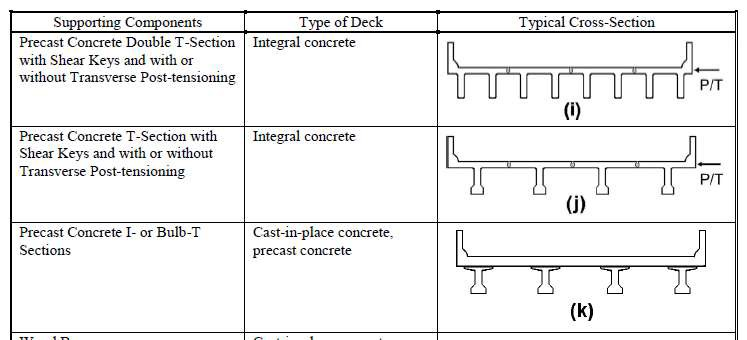 Supporting Components
Type of Deck
Typical Cross-Section
Precast Concrete Double T-Section
with Shear Keys and with or
without Transverse Post-tensioning
Integral concrete
P/T
(i)
Precast Concrete T-Section with
Shear Keys and with or without
Transverse Post-tensioning
Integral concrete
P/T
(j)
Precast Concrete I- or Bulb-T
Sections
Cast-in-place concrete,
precast concrete
(k)